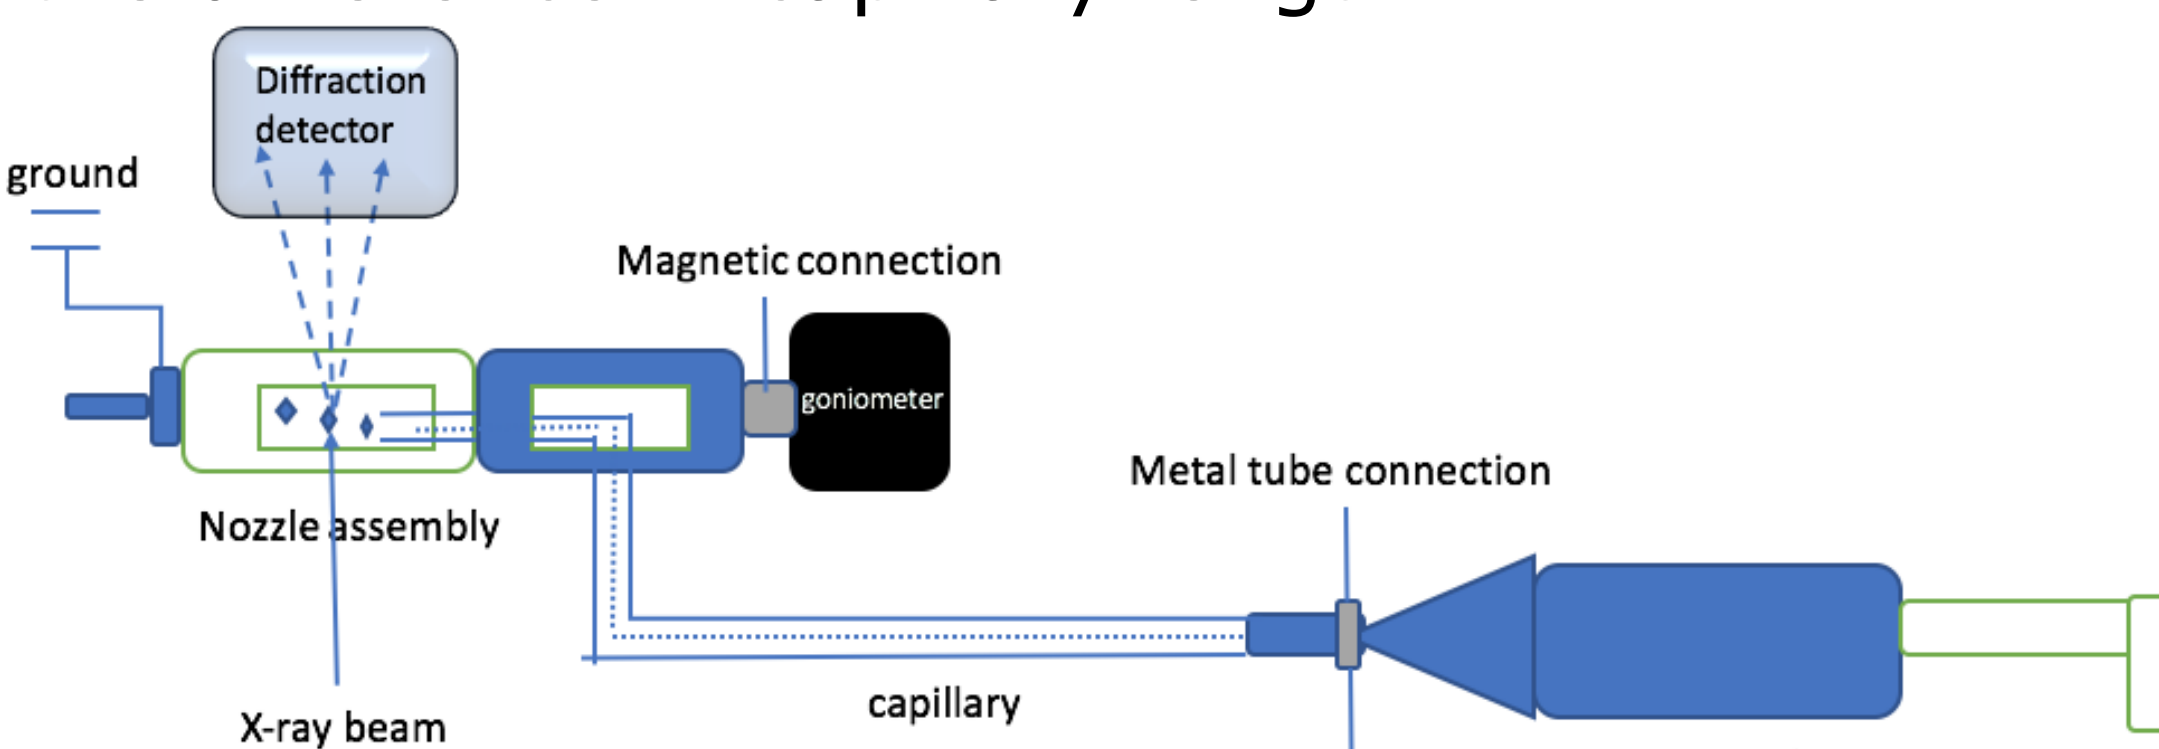 Diffraction
detector
ground
Magnetic connection
goniometer
Metal tube connection
Nozzle assembly
capillary
X-ray beam